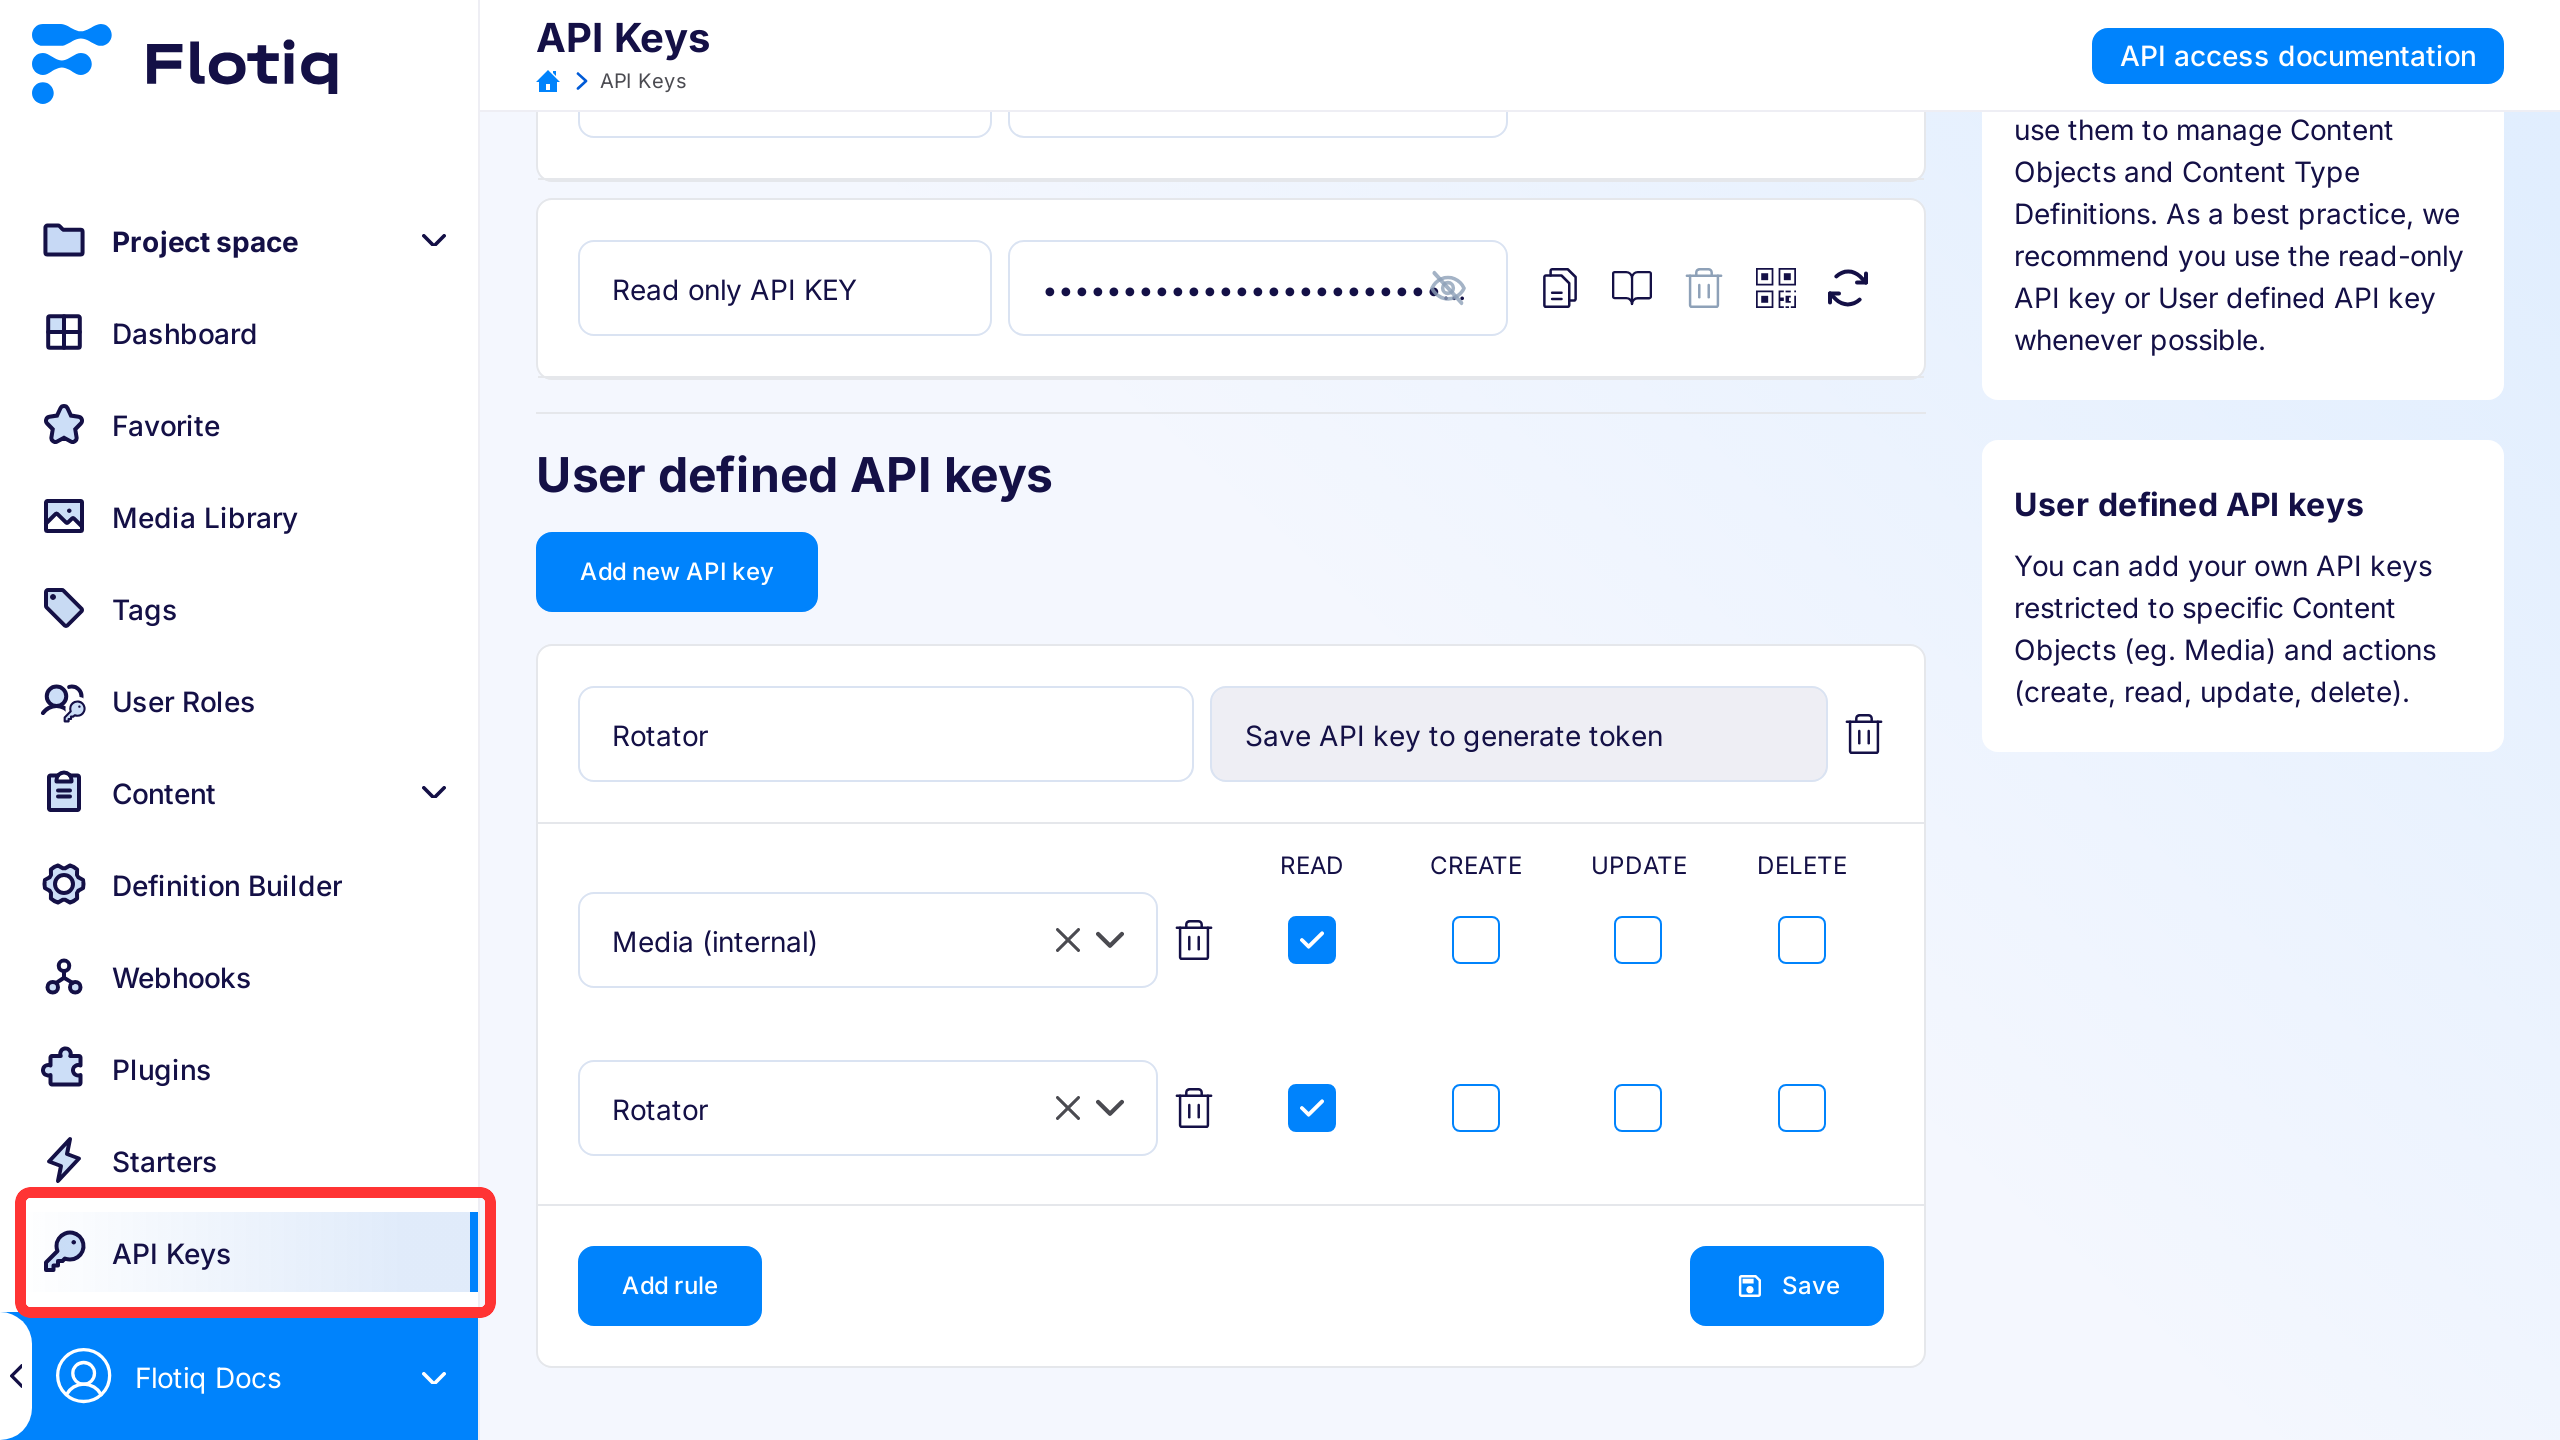 Flotiq
Project space
Dashboard
Favorite
Media Library
Tags
User Roles
Content
Definition Builder
Webhooks
Plugins
Starters
API Keys
Flotiq Docs
API Keys
API Keys
API access documentation
Read only API KEY
User defined API keys
Add new API key
Rotator
Save API key to generate token
READ CREATE UPDATE DELETE
Media (internal)
Rotator
Add rule
Save
use them to manage Content
Objects and Content Type
Definitions. As a best practice, we
recommend you use the read-only
API key or User defined API key
whenever possible.
User defined API keys
You can add your own API keys
restricted to specific Content
Objects (eg. Media) and actions
(create, read, update, delete).